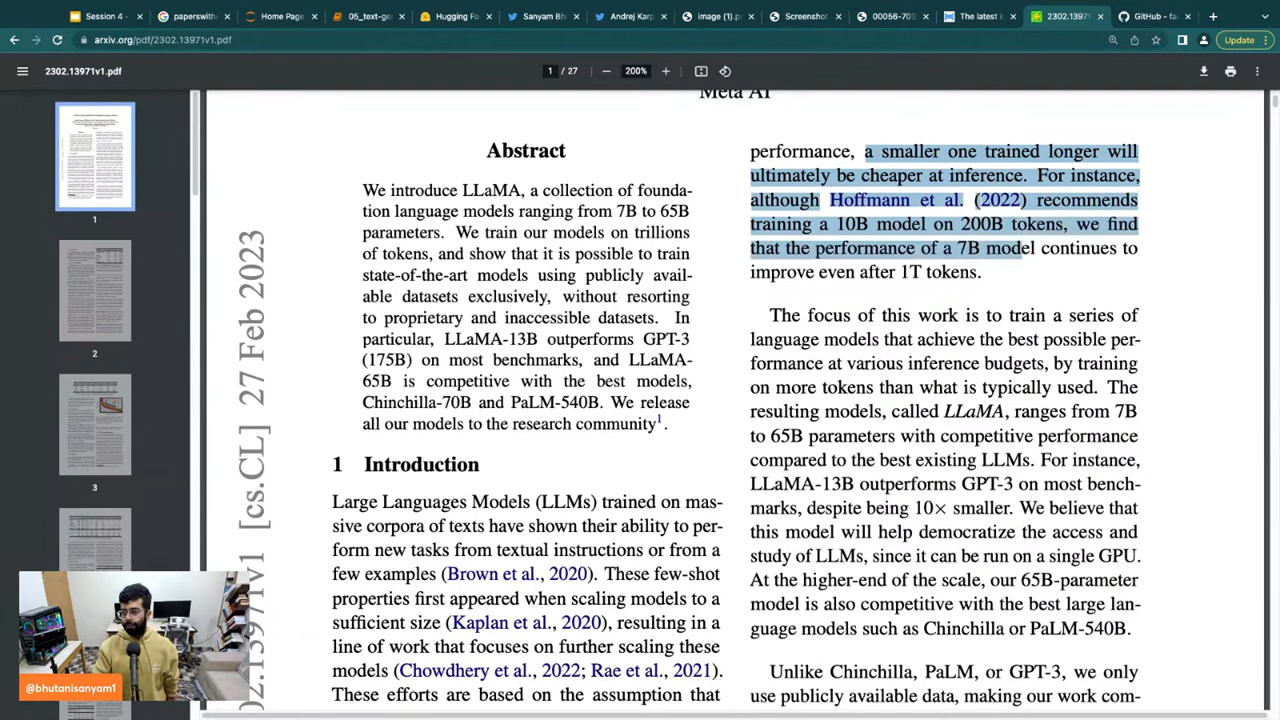 Session 4 -
paperswith
Home Page
05_text-ge
Hugging Fa
Sanyam Bh
Andrej Karp
image (1).p
Screenshot
00056-703
The latest i
2302.13971
GitHub - fa
arxiv.org/pdf/2302.13971v1.pdf
Update
2302.13971v1.pdf
1 / 27
200%
1
2
3
[cs.CL] 27 Feb 2023
Meta AI
Abstract
We introduce LLaMA, a collection of founda-
tion language models ranging from 7B to 65B
parameters. We train our models on trillions
of tokens, and show that it is possible to train
state-of-the-art models using publicly avail-
able datasets exclusively, without resorting
to proprietary and inaccessible datasets. In
particular, LLaMA-13B outperforms GPT-3
(175B) on most benchmarks, and LLaMA-
65B is competitive with the best models,
Chinchilla-70B and PaLM-540B. We release
all our models to the research community1.
1 Introduction
Large Languages Models (LLMs) trained on mas-
sive corpora of texts have shown their ability to per-
form new tasks from textual instructions or from a
few examples (Brown et al., 2020). These few-shot
properties first appeared when scaling models to a
sufficient size (Kaplan et al., 2020), resulting in a
line of work that focuses on further scaling these
models (Chowdhery et al., 2022; Rae et al., 2021).
These efforts are based on the assumption that
performance, a smaller one trained longer will
ultimately be cheaper at inference. For instance,
although Hoffmann et al. (2022) recommends
training a 10B model on 200B tokens, we find
that the performance of a 7B model continues to
improve even after 1T tokens.
The focus of this work is to train a series of
language models that achieve the best possible per-
formance at various inference budgets, by training
on more tokens than what is typically used. The
resulting models, called LLaMA, ranges from 7B
to 65B parameters with competitive performance
compared to the best existing LLMs. For instance,
LLaMA-13B outperforms GPT-3 on most bench-
marks, despite being 10× smaller. We believe that
this model will help democratize the access and
study of LLMs, since it can be run on a single GPU.
At the higher-end of the scale, our 65B-parameter
model is also competitive with the best large lan-
guage models such as Chinchilla or PaLM-540B.
Unlike Chinchilla, PaLM, or GPT-3, we only
use publicly available data, making our work com-
@bhutanisanyam1